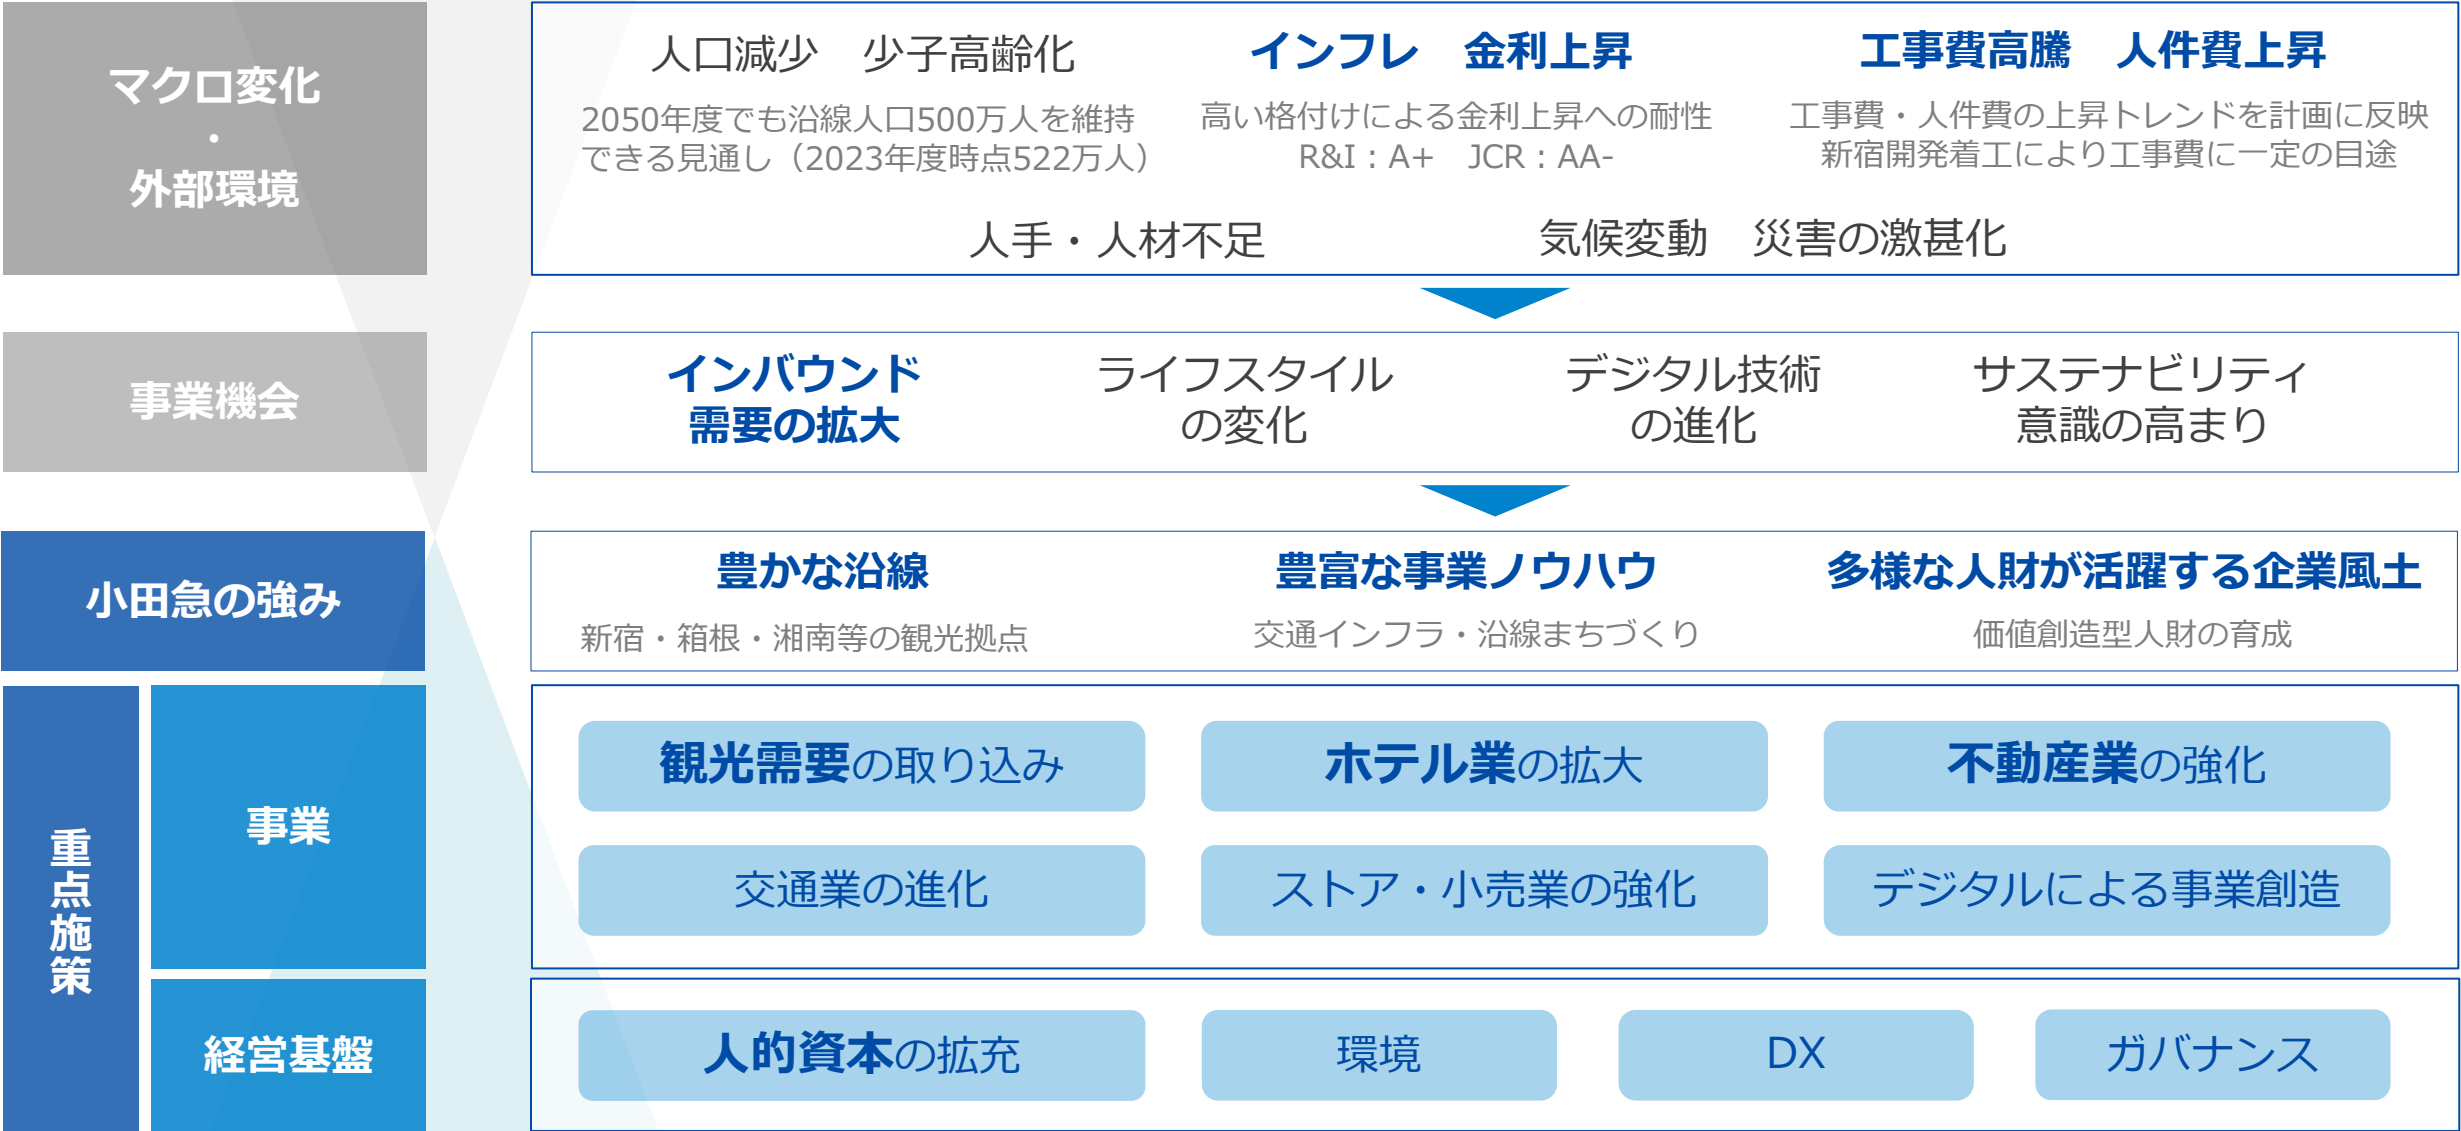 マクロ変化
・
外部環境
人口減少　少子高齢化
2050年度でも沿線人口500万人を維持
できる見通し（2023年度時点522万人）
インフレ　金利上昇
高い格付けによる金利上昇への耐性
R&I：A+　JCR：AA-
工事費高騰　人件費上昇
工事費・人件費の上昇トレンドを計画に反映
新宿開発着工により工事費に一定の目途
人手・人材不足
気候変動　災害の激甚化
事業機会
インバウンド
需要の拡大
ライフスタイル
の変化
デジタル技術
の進化
サステナビリティ
意識の高まり
小田急の強み
豊かな沿線
新宿・箱根・湘南等の観光拠点
豊富な事業ノウハウ
交通インフラ・沿線まちづくり
多様な人財が活躍する企業風土
価値創造型人財の育成
重点施策
事業
観光需要の取り込み
ホテル業の拡大
不動産業の強化
交通業の進化
ストア・小売業の強化
デジタルによる事業創造
経営基盤
人的資本の拡充
環境
DX
ガバナンス